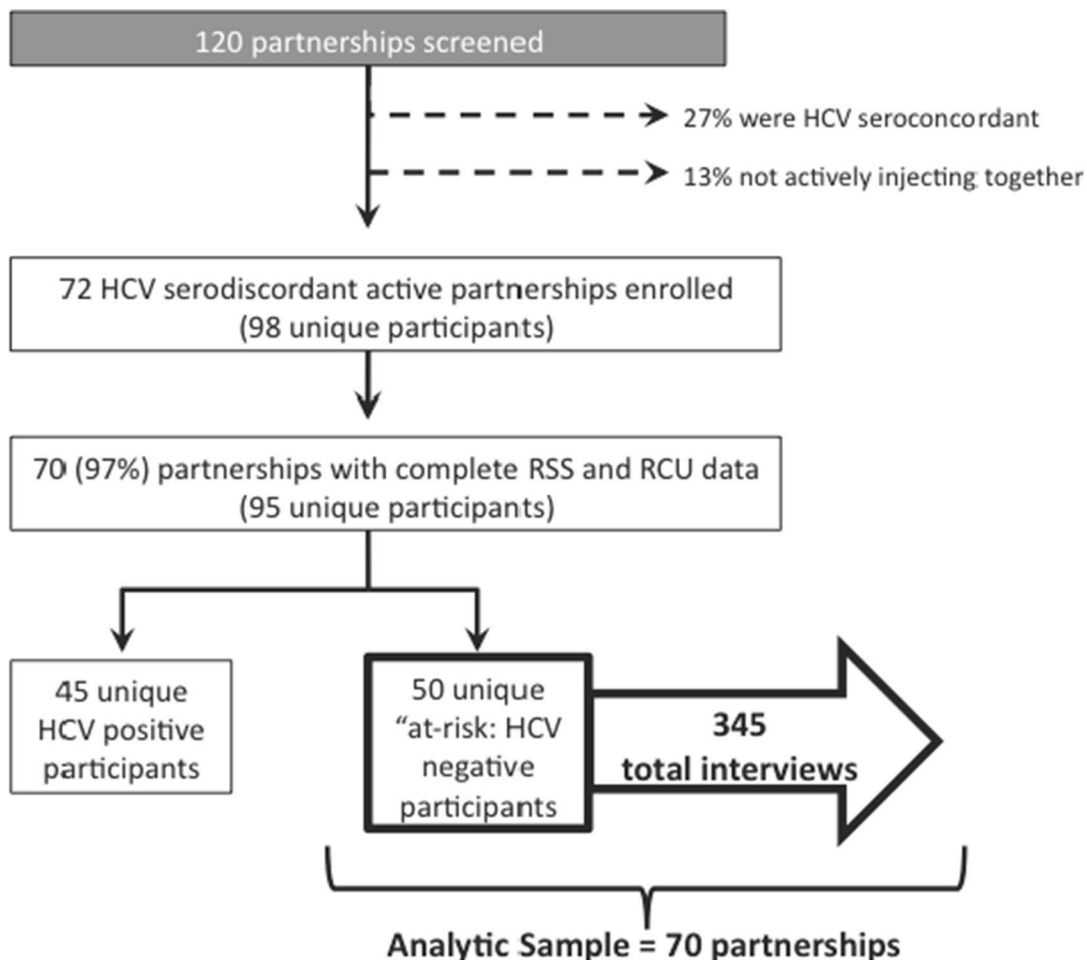 120 partnerships screened
27% were HCV seroconcordant
13% not actively injecting together
72 HCV serodiscordant active partnerships enrolled
(98 unique participants)
70 (97%) partnerships with complete RSS and RCU data
(95 unique participants)
45 unique
HCV positive
participants
50 unique
“at-risk: HCV
negative
participants
345
total interviews
Analytic Sample = 70 partnerships